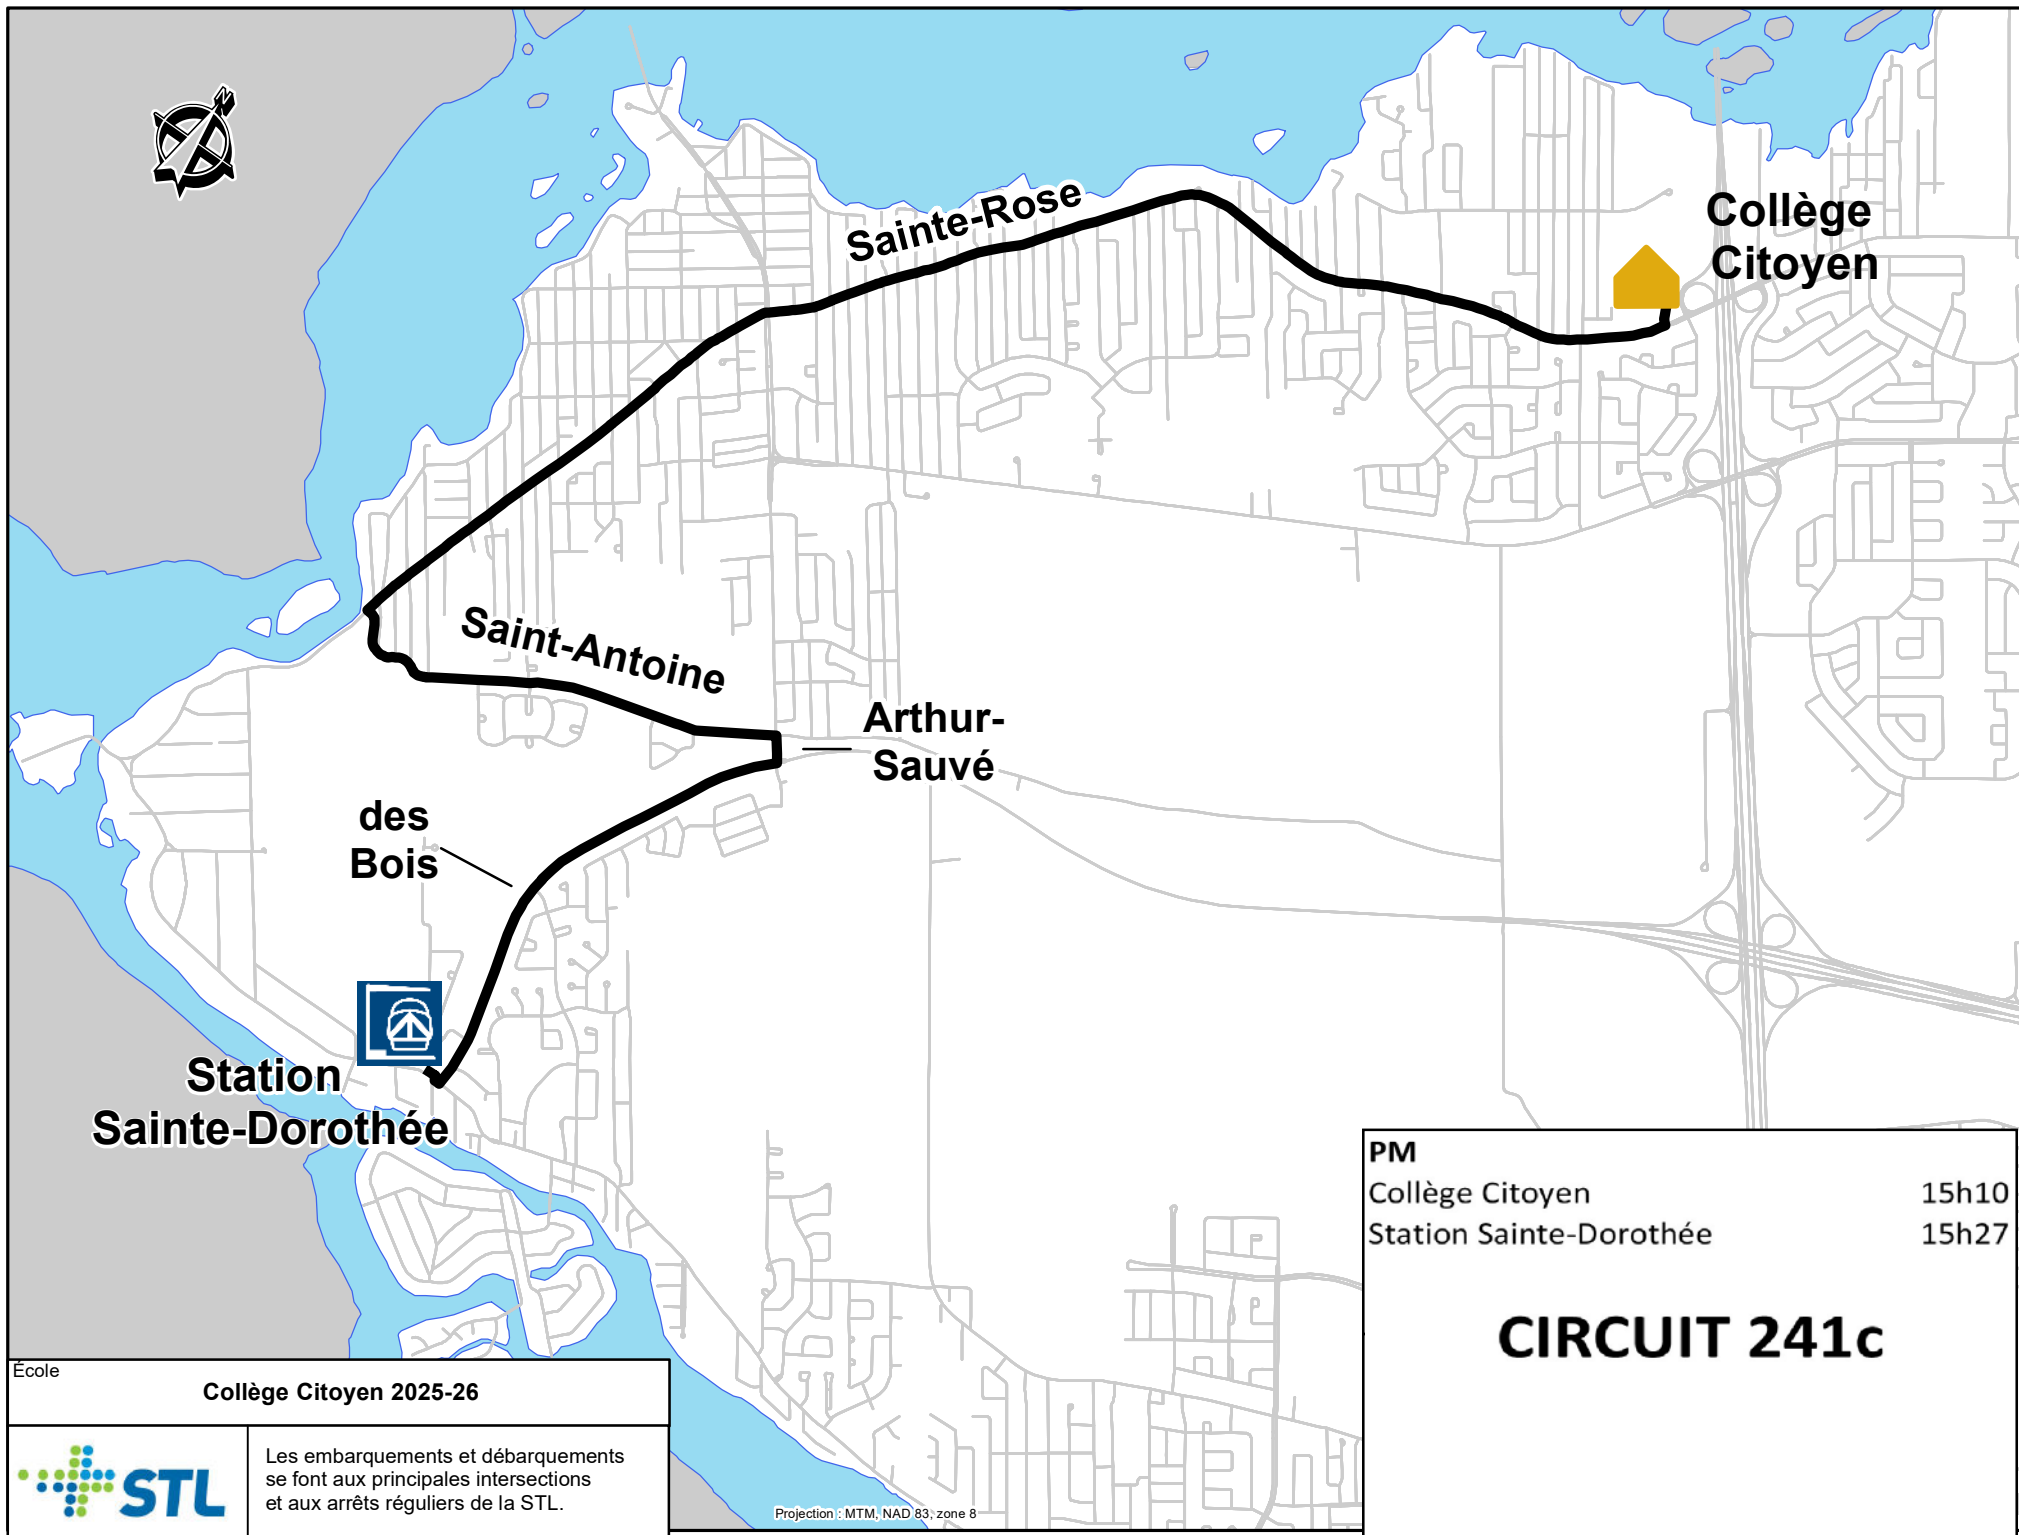 N
Sainte-Rose
Collège
Citoyen
Saint-Antoine
Arthur-
Sauvé
des
Bois
Station
Sainte-Dorothée
PM
Collège Citoyen 15h10
Station Sainte-Dorothée 15h27
CIRCUIT 241c
École
Collège Citoyen 2025-26
STL
Les embarquements et débarquements
se font aux principales intersections
et aux arrêts réguliers de la STL.
Projection : MTM, NAD 83, zone 8